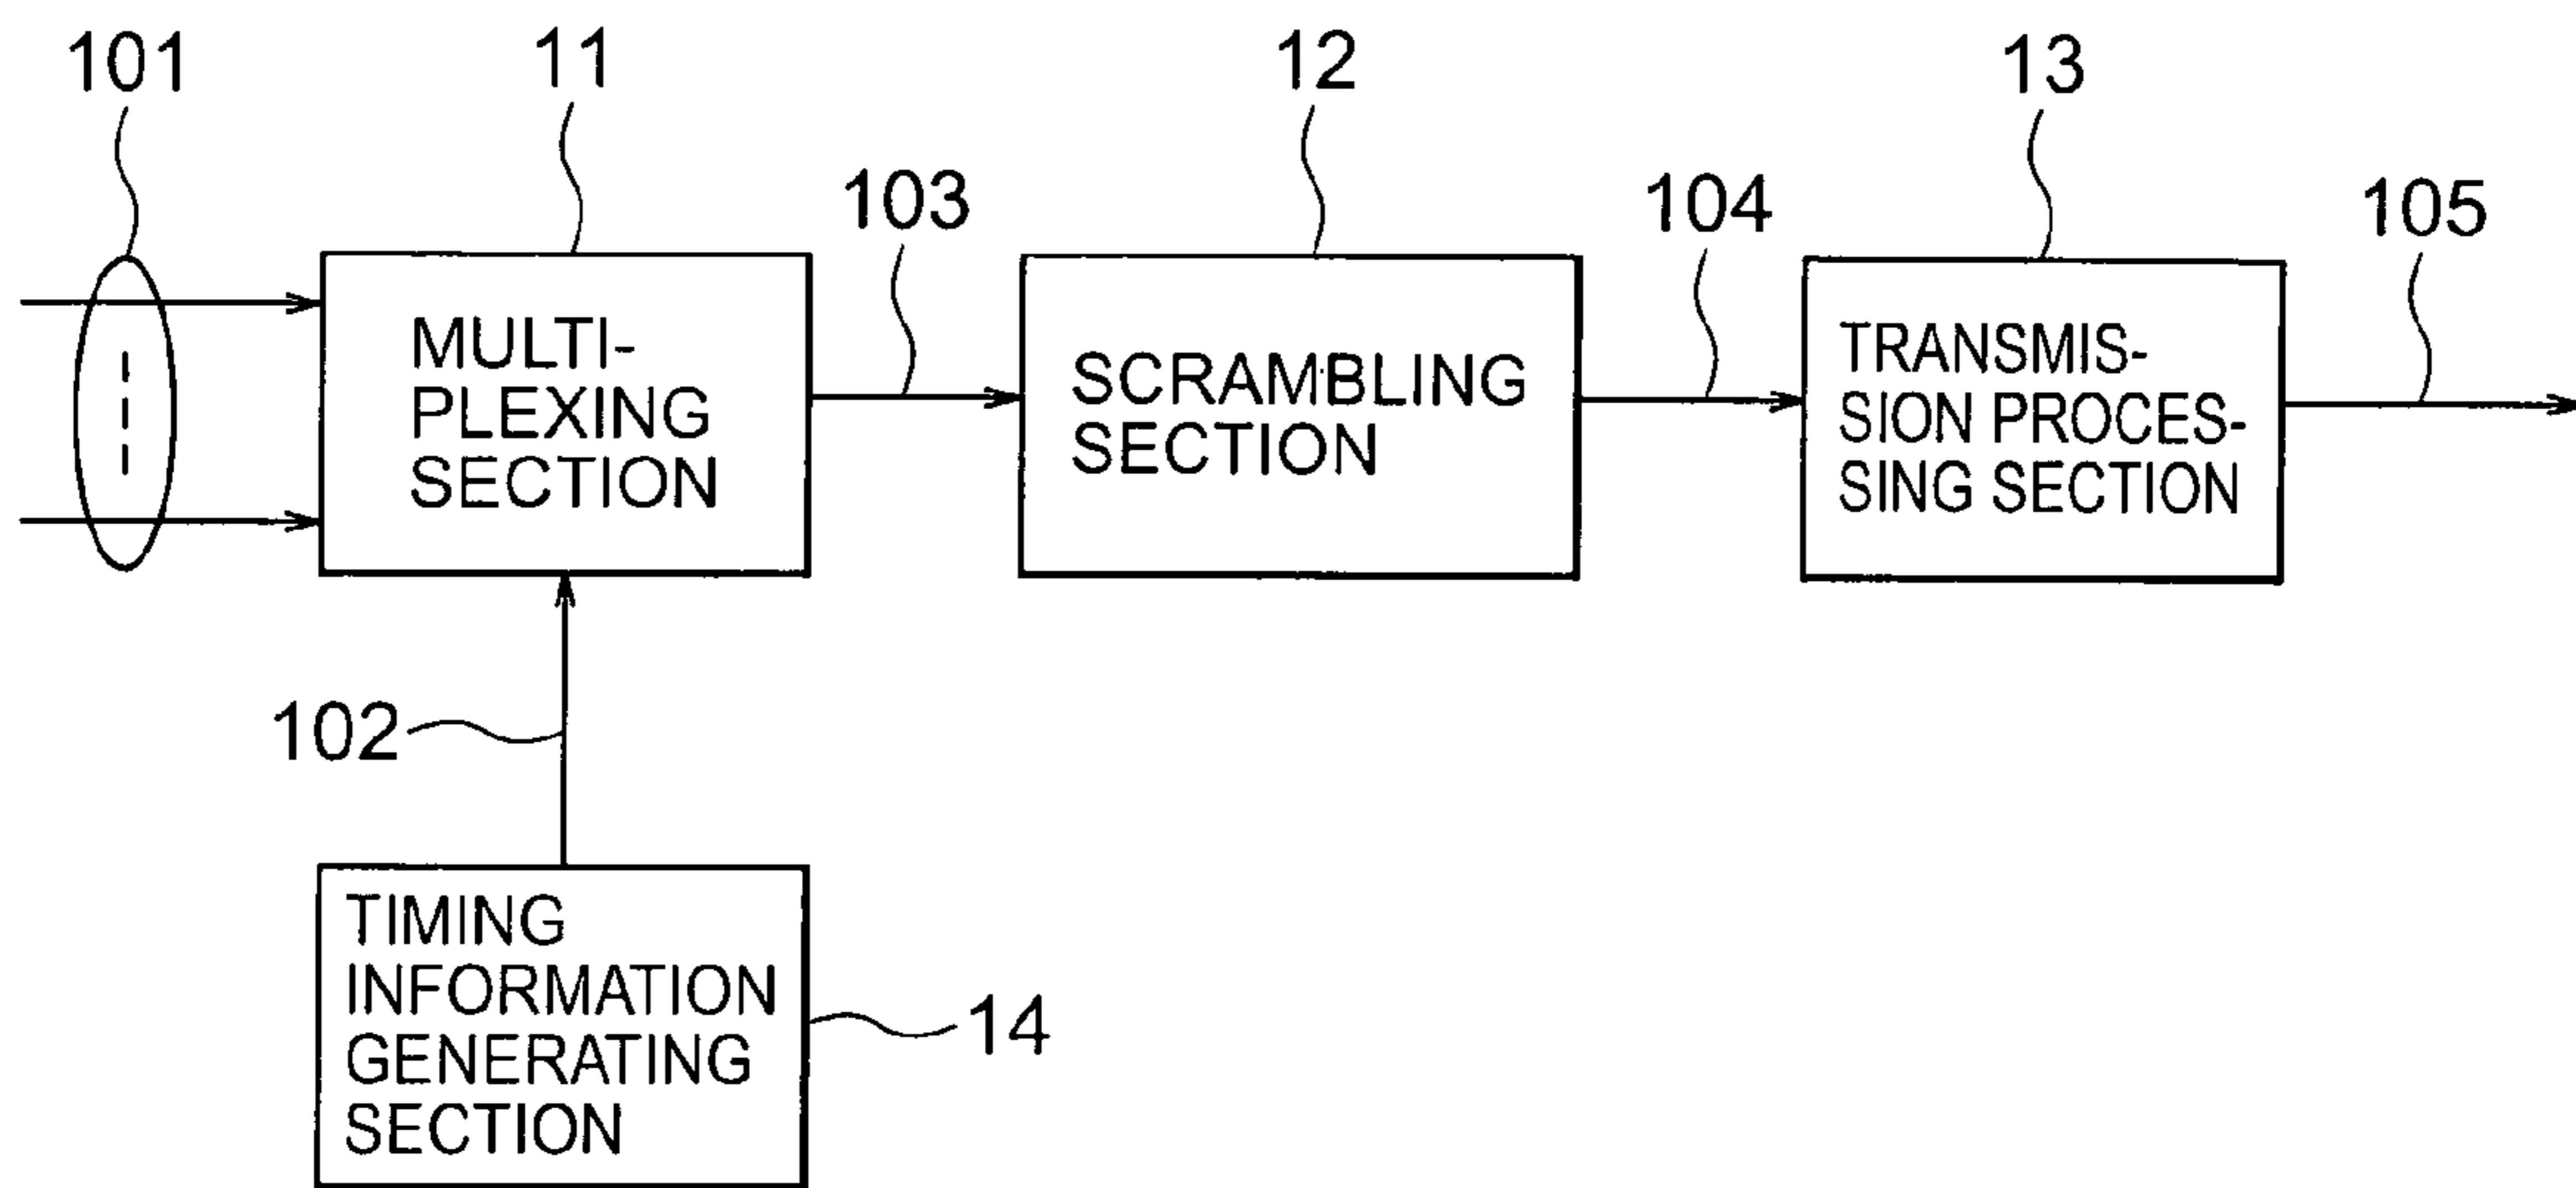 101
11
12
13
103
104
105
MULTI-
PLEXING
SECTION
SCRAMBLING
SECTION
TRANSMIS-
SION PROCES-
SING SECTION
102
TIMING
INFORMATION
GENERATING
SECTION
14